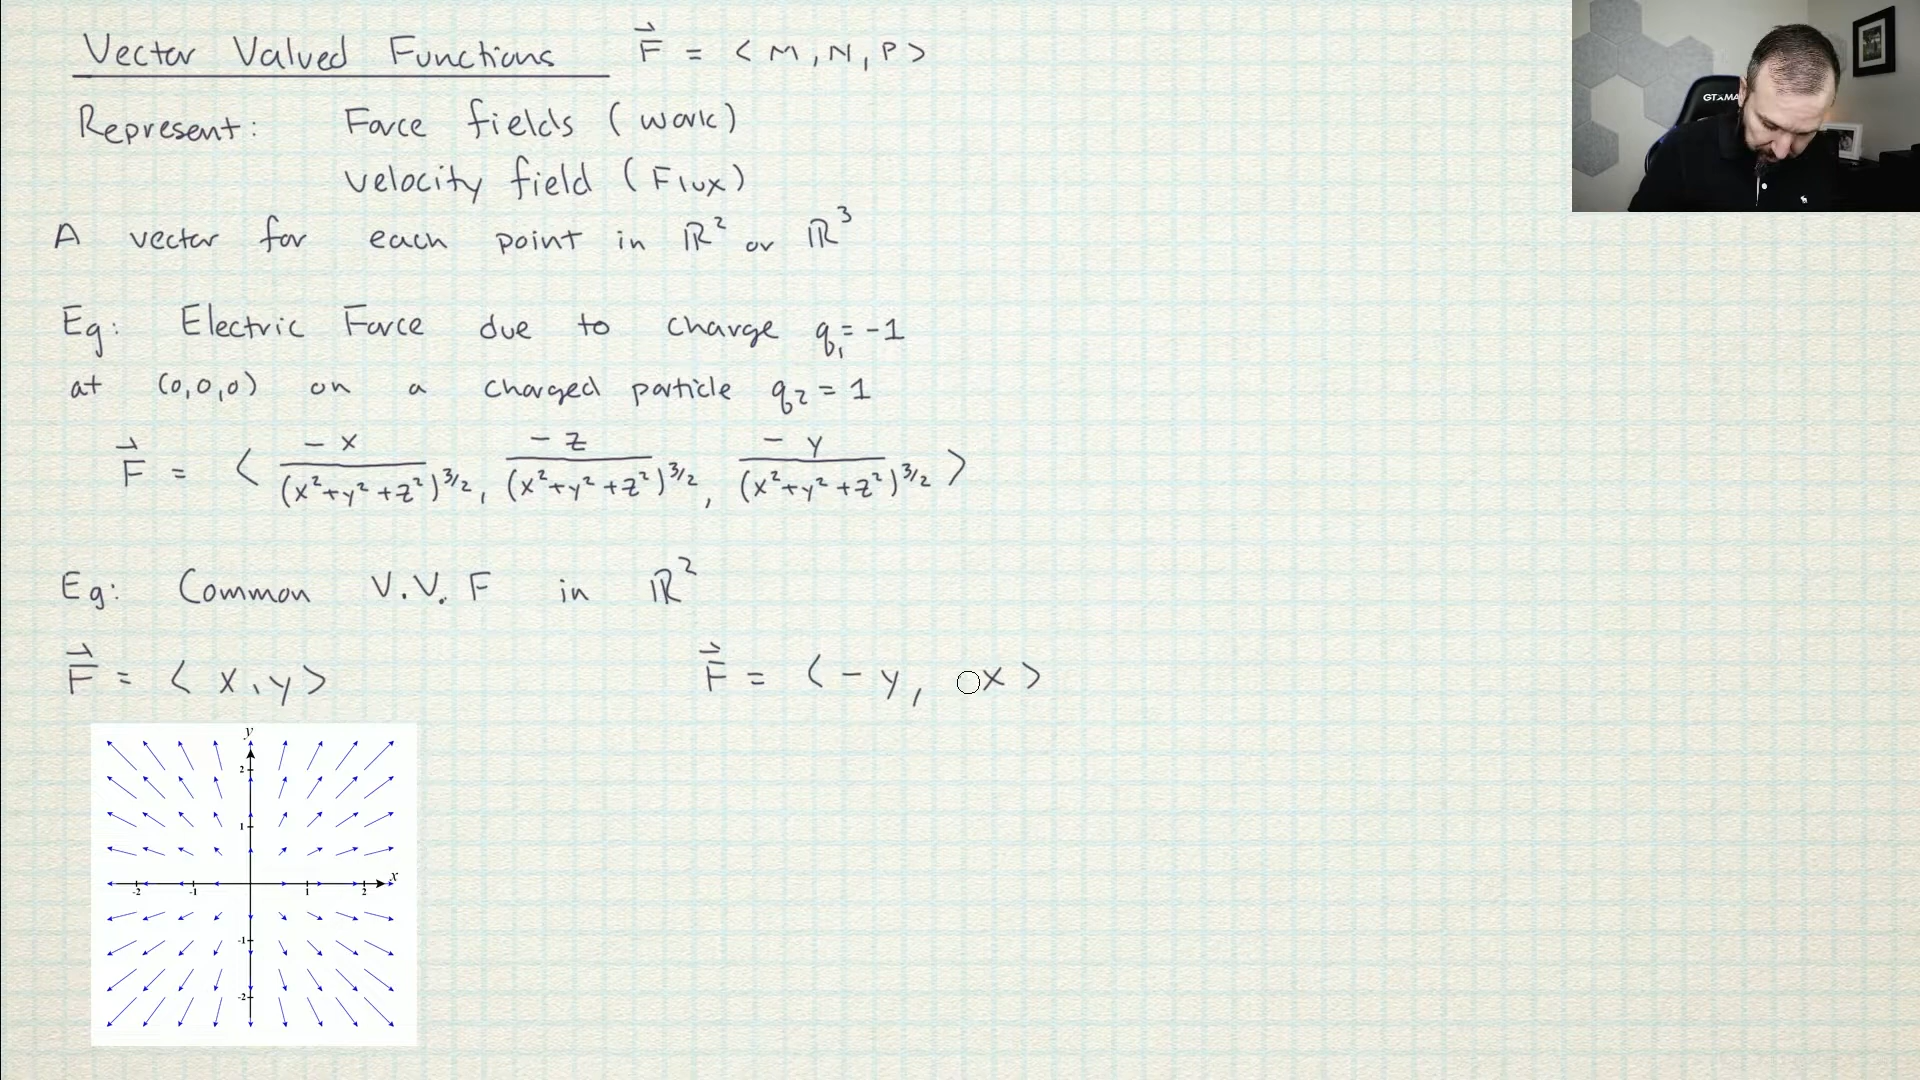 Vector Valued Functions F⃗ = ⟨ M, N, P ⟩
Represent: Force fields (work)
velocity field (Flux)
A vector for each point in ℝ² or ℝ³
Eg: Electric Force due to charge q₁ = -1
at (0,0,0) on a charged particle q₂ = 1
F⃗ = ⟨ -x/(x²+y²+z²)^3/2, -z/(x²+y²+z²)^3/2, -y/(x²+y²+z²)^3/2 ⟩
Eg: Common V.V.F in ℝ²
F⃗ = ⟨ x, y ⟩ F⃗ = ⟨ -y, x ⟩
y
2
1
-2 -1 1 2 x
-1
-2
GTXMA